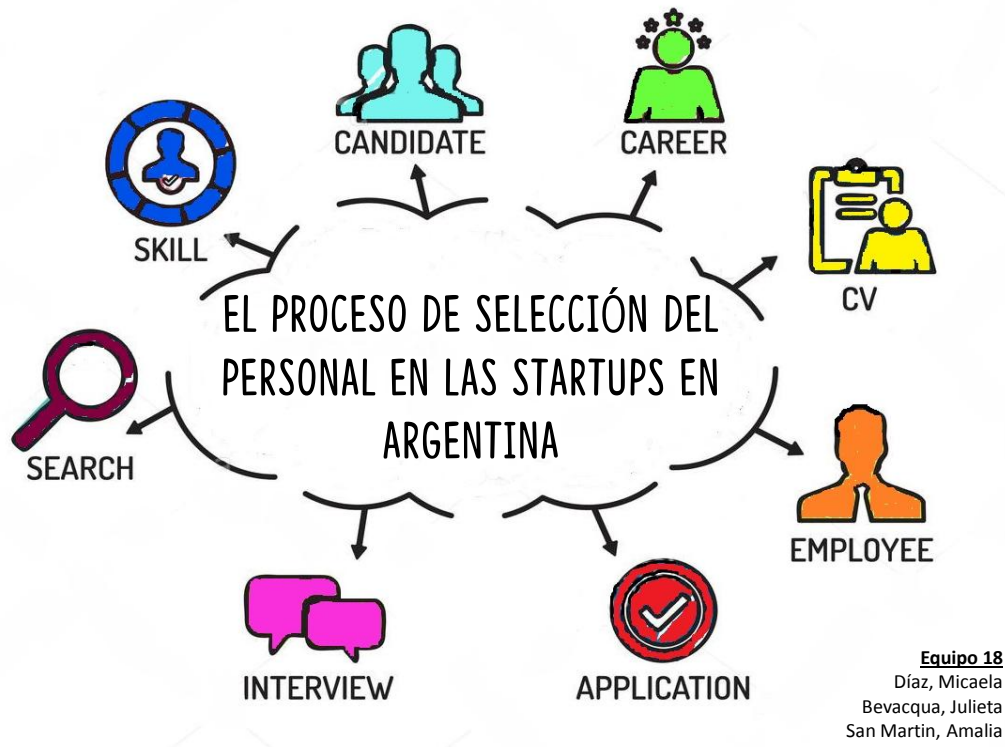 CANDIDATE
CAREER
SKILL
CV
EL PROCESO DE SELECCIÓN DEL
PERSONAL EN LAS STARTUPS EN
ARGENTINA
SEARCH
EMPLOYEE
INTERVIEW
APPLICATION
Equipo 18
Díaz, Micaela
Bevacqua, Julieta
San Martin, Amalia